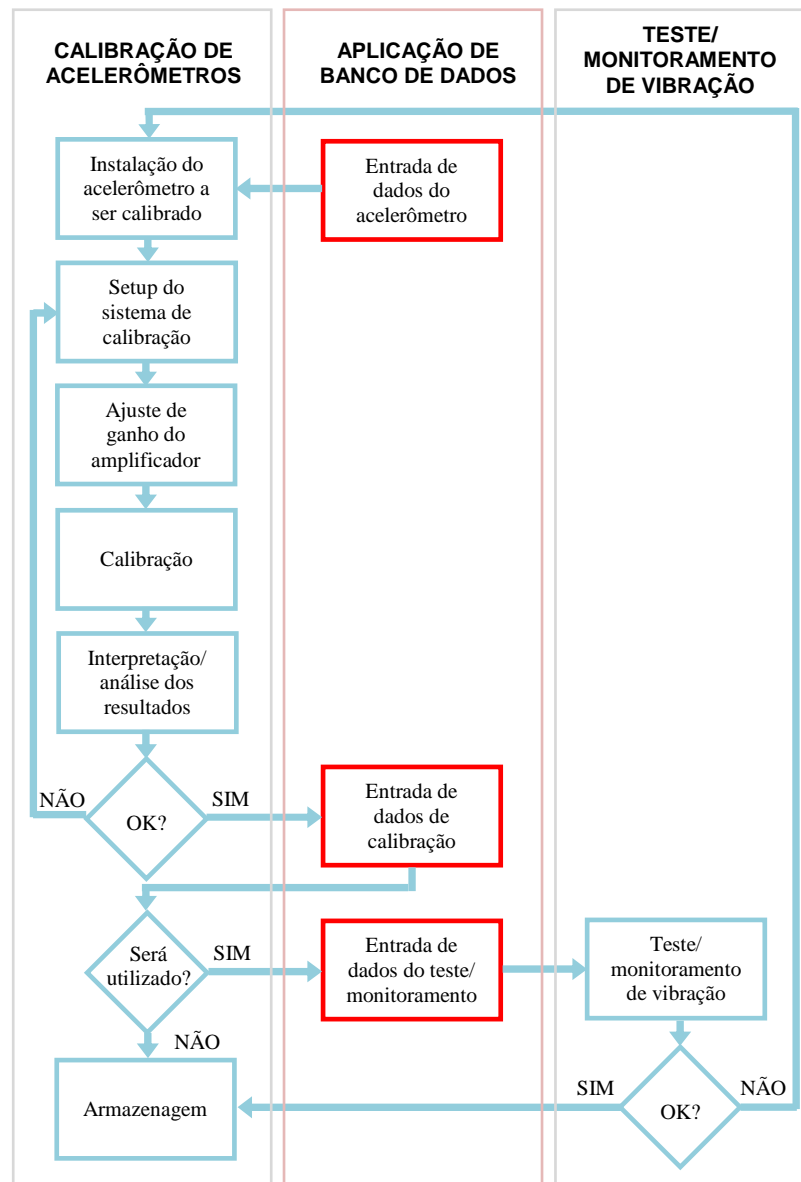 CALIBRAÇÃO DE
ACELERÔMETROS
APLICAÇÃO DE
BANCO DE DADOS
TESTE/
MONITORAMENTO
DE VIBRAÇÃO
Instalação do
acelerômetro a
ser calibrado
Entrada de
dados do
acelerômetro
Setup do
sistema de
calibração
Ajuste de
ganho do
amplificador
Calibração
Interpretação/
análise dos
resultados
NÃO
OK?
SIM
Entrada de
dados de
calibração
Será
utilizado?
SIM
Entrada de
dados do teste/
monitoramento
Teste/
monitoramento
de vibração
NÃO
Armazenagem
SIM
OK?
NÃO